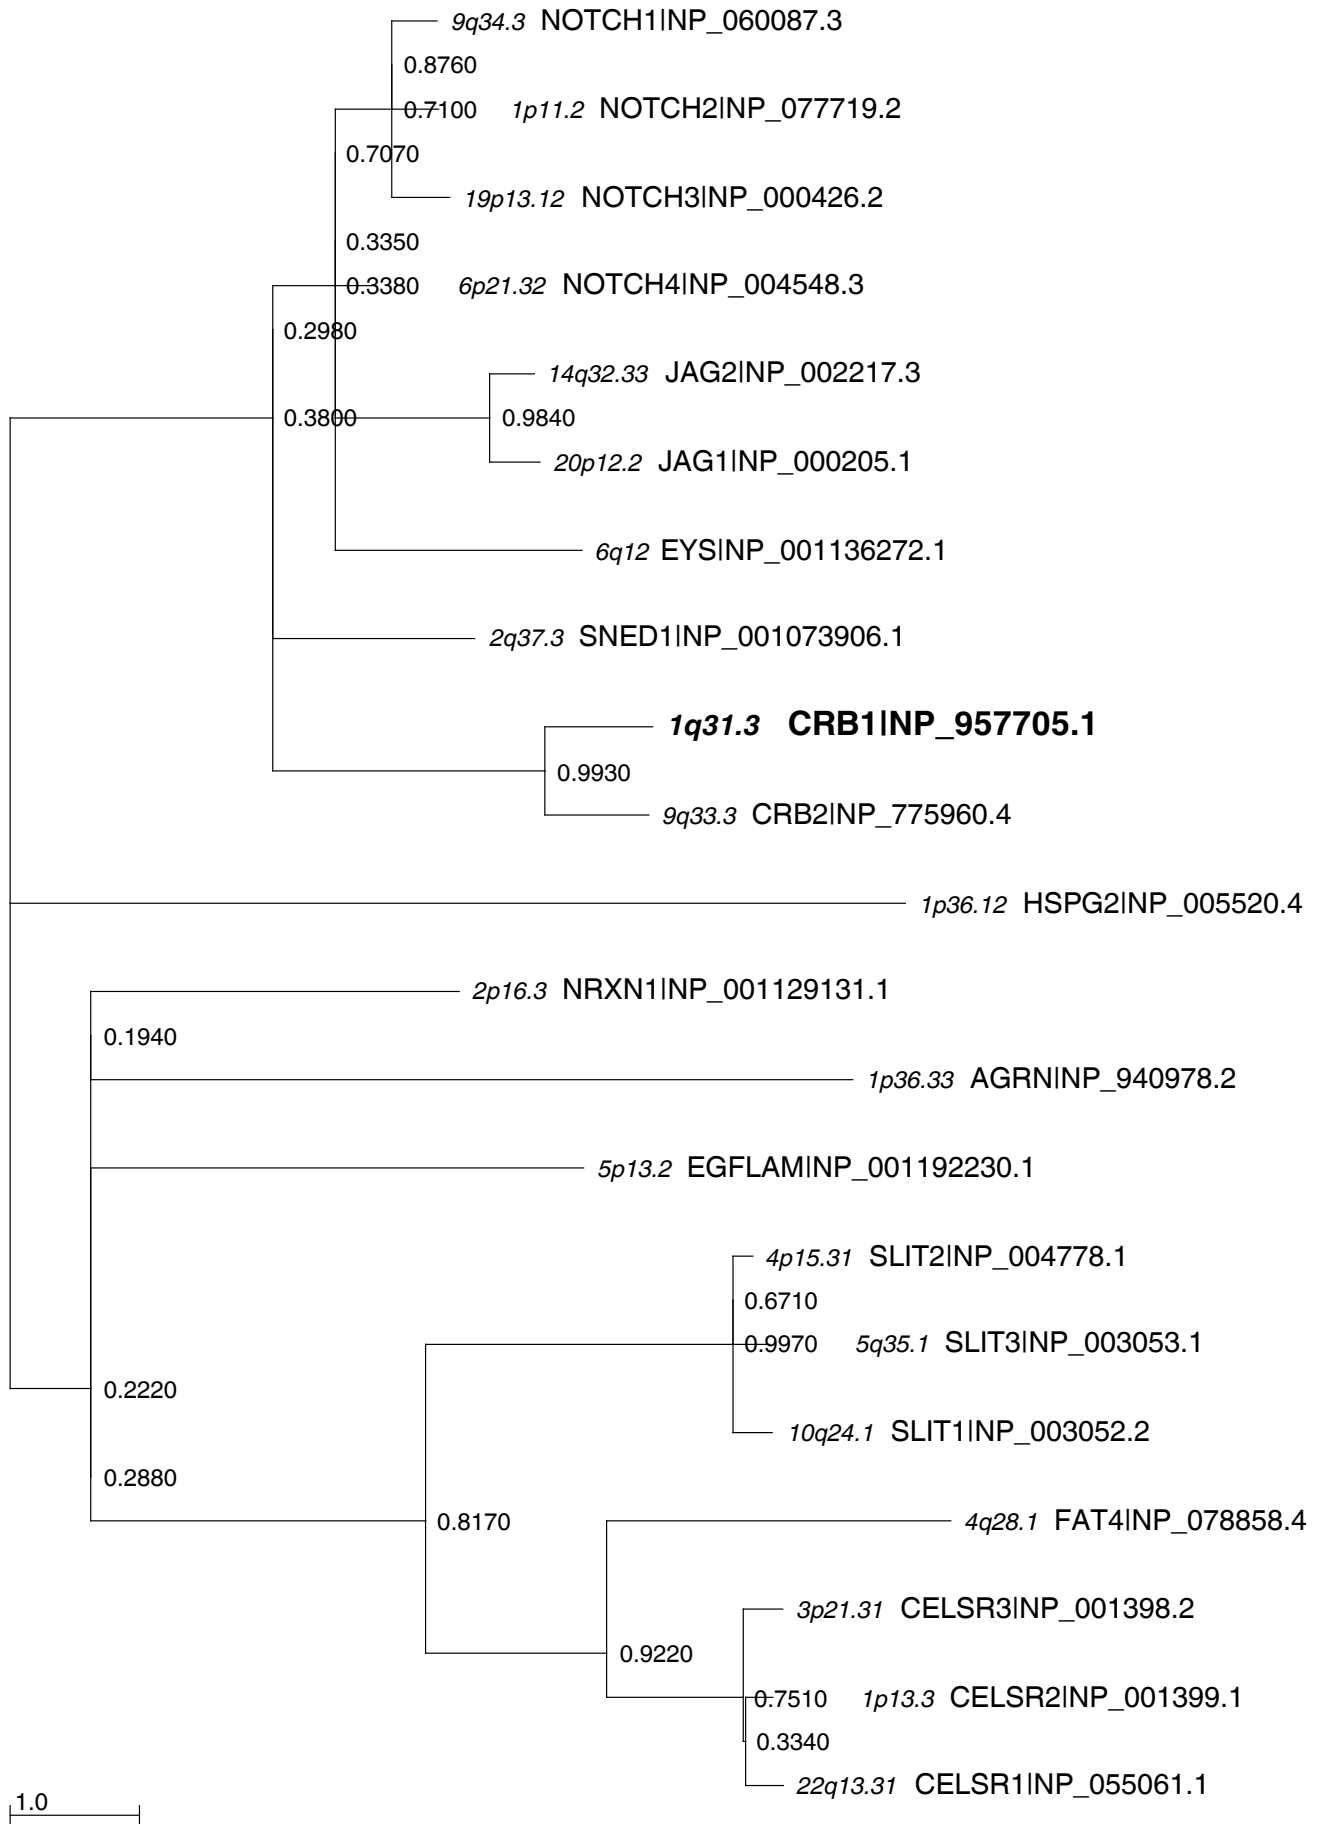 9q34.3 NOTCH1|NP_060087.3
0.8760
0.7100 1p11.2 NOTCH2|NP_077719.2
0.7070
19p13.12 NOTCH3|NP_000426.2
0.3350
0.3380 6p21.32 NOTCH4|NP_004548.3
0.2980
14q32.33 JAG2|NP_002217.3
0.3800 0.9840
20p12.2 JAG1|NP_000205.1
6q12 EYS|NP_001136272.1
2q37.3 SNED1|NP_001073906.1
1q31.3 CRB1|NP_957705.1
0.9930
9q33.3 CRB2|NP_775960.4
1p36.12 HSPG2|NP_005520.4
2p16.3 NRXN1|NP_001129131.1
0.1940
1p36.33 AGRN|NP_940978.2
5p13.2 EGFLAM|NP_001192230.1
4p15.31 SLIT2|NP_004778.1
0.6710
0.9970 5q35.1 SLIT3|NP_003053.1
0.2220
10q24.1 SLIT1|NP_003052.2
0.2880
0.8170 4q28.1 FAT4|NP_078858.4
3p21.31 CELSR3|NP_001398.2
0.9220
0.7510 1p13.3 CELSR2|NP_001399.1
0.3340
22q13.31 CELSR1|NP_055061.1
1.0